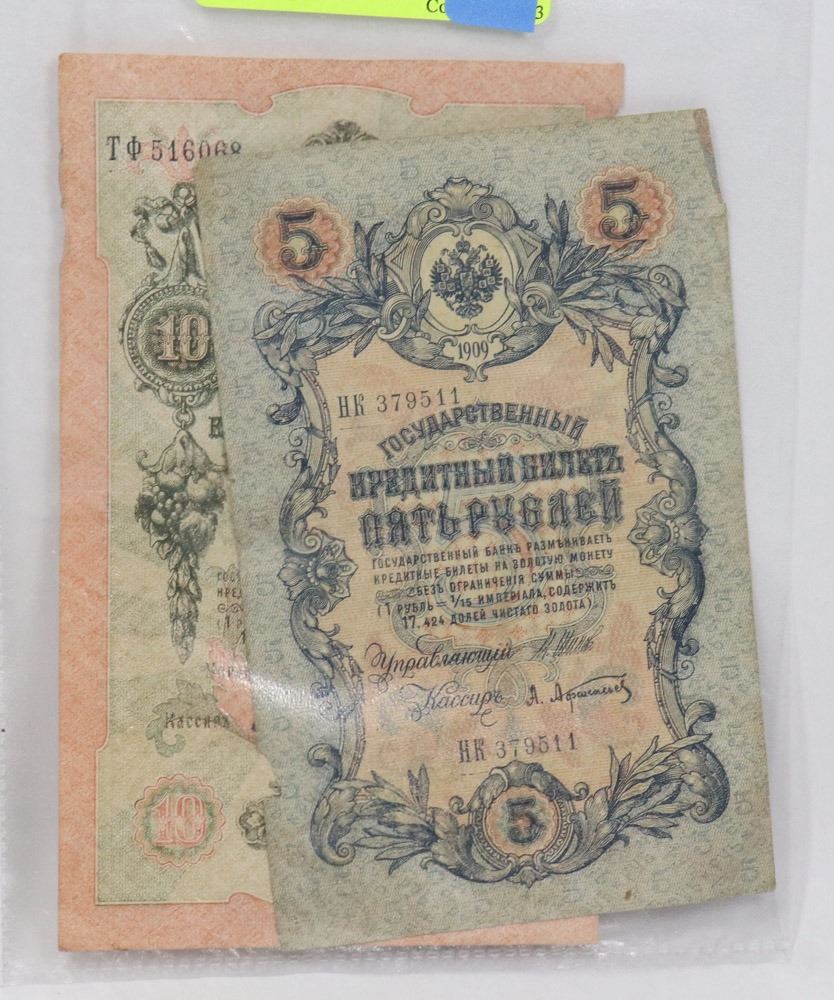 3
ТФ 516068
10
10
5
5
1909
НК 379511
ГОСУДАРСТВЕННЫЙ
КРЕДИТНЫЙ БИЛЕТЪ
ПЯТЬ РУБЛЕЙ
ГОСУДАРСТВЕННЫЙ БАНКЪ РАЗМѢНИВАЕТЪ
КРЕДИТНЫЕ БИЛЕТЫ НА ЗОЛОТУЮ МОНЕТУ
БЕЗЪ ОГРАНИЧЕНІЯ СУММЫ
(1 РУБЛЬ = 1/15 ИМПЕРІАЛА, СОДЕРЖИТЪ
17,424 ДОЛЕЙ ЧИСТАГО ЗОЛОТА).
Управляющій
Кассиръ А. Афанасьев
НК 379511
5